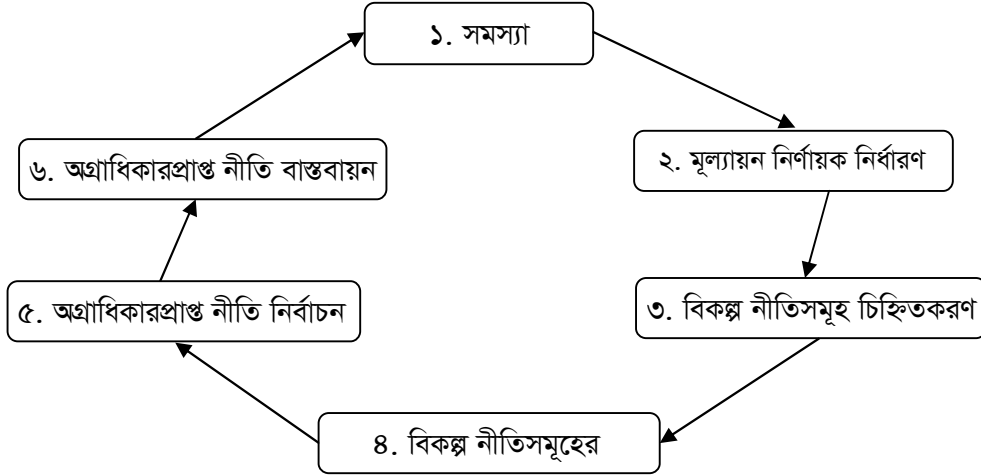 ১. সমস্যা
২. মূল্যায়ন নির্ণায়ক নির্ধারণ
৩. বিকল্প নীতিসমূহ চিহ্নিতকরণ
৪. বিকল্প নীতিসমূহের
৫. অগ্রাধিকারপ্রাপ্ত নীতি নির্বাচন
৬. অগ্রাধিকারপ্রাপ্ত নীতি বাস্তবায়ন